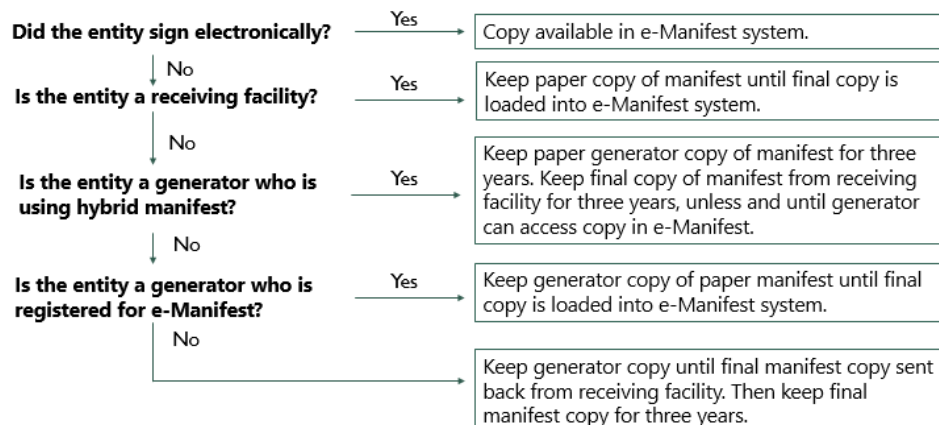 Did the entity sign electronically?
Yes
Copy available in e-Manifest system.
No
Is the entity a receiving facility?
Yes
Keep paper copy of manifest until final copy is
loaded into e-Manifest system.
No
Is the entity a generator who is
using hybrid manifest?
Yes
Keep paper generator copy of manifest for three
years. Keep final copy of manifest from receiving
facility for three years, unless and until generator
can access copy in e-Manifest.
No
Is the entity a generator who is
registered for e-Manifest?
Yes
Keep generator copy of paper manifest until final
copy is loaded into e-Manifest system.
No
Keep generator copy until final manifest copy sent
back from receiving facility. Then keep final
manifest copy for three years.